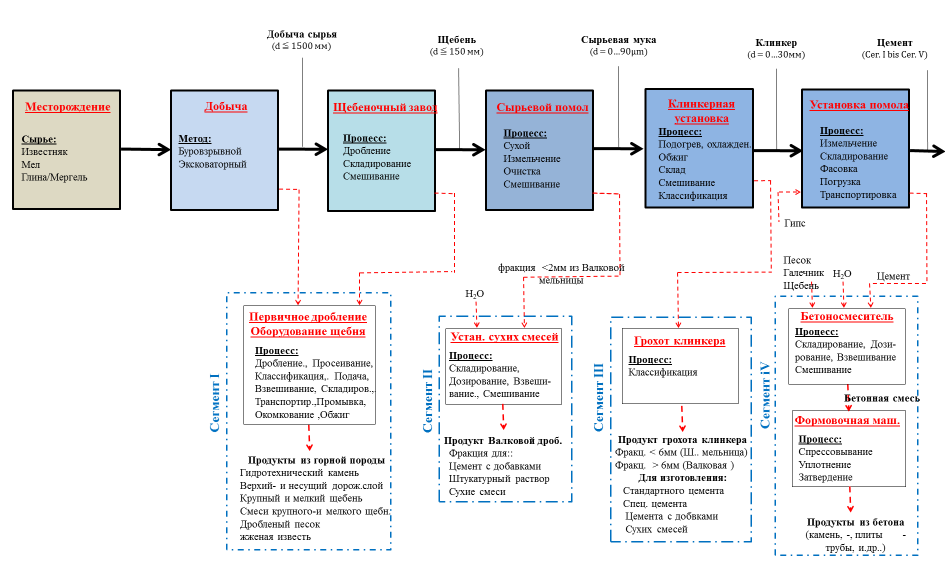 Добыча сырья
(d ≦ 1500 мм)
Щебень
(d ≦ 150 мм)
Сырьевая мука
(d = 0...90μm)
Клинкер
(d = 0...30мм)
Цемент
(Cer. I bis Cer. V)
Месторождение
Сырье:
Известняк
Мел
Глина/Мергель
Добыча
Метод:
Буровзрывной
Эксковаторный
Щебеночный завод
Процесс:
Дробление
Складирование
Смешивание
Сырьевой помол
Процесс:
Сухой
Измельчение
Очистка
Смешивание
Клинкерная
установка
Процесс:
Подогрев, охлажден.
Обжиг
Склад
Смешивание
Классификация
Установка помола
Процесс:
Измельчение
Складирование
Фасовка
Погрузка
Транспортировка
Гипс
фракция <2мм из Валковой
мельницы
H₂O
Песок
Галечник
Щебень
H₂O
Цемент
Сегмент I
Первичное дробление
Оборудование щебня
Процесс:
Дробление., Просеивание,
Классификация,. Подача,
Взвешивание, Складиров.,
Транспортир.,Промывка,
Окомкование ,Обжиг
Продукты из горной породы
Гидротехнический камень
Верхий- и несущий дорож.слой
Крупный и мелкий щебень
Смеси крупного-и мелкого щебн.
Дробленый песок
жженая известь
Сегмент II
Устан. сухих смесей
Процесс:
Складирование,
Дозирование, Взвеши-
вание., Смешивание
Продукт Валковой дроб.
Фракция для::
Цемент с добавками
Штукатурный раствор
Сухие смеси
Сегмент III
Грохот клинкера
Процесс:
Классификация
Продукт грохота клинкера
Фракц. < 6мм (Ш.. мельница)
Фракц. > 6мм (Валковая )
Для изготовления:
Стандартного цемента
Спец. цемента
Цемента с добвками
Сухих смесей
Сегмент iV
Бетоносмеситель
Процесс:
Складирование, Дози-
рование, Взвешивание
Смешивание
Бетонная смесь
Формовочная маш.
Процесс:
Спрессовывание
Уплотнение
Затвердение
Продукты из бетона
(камень, -, плиты -
трубы, и.др..)